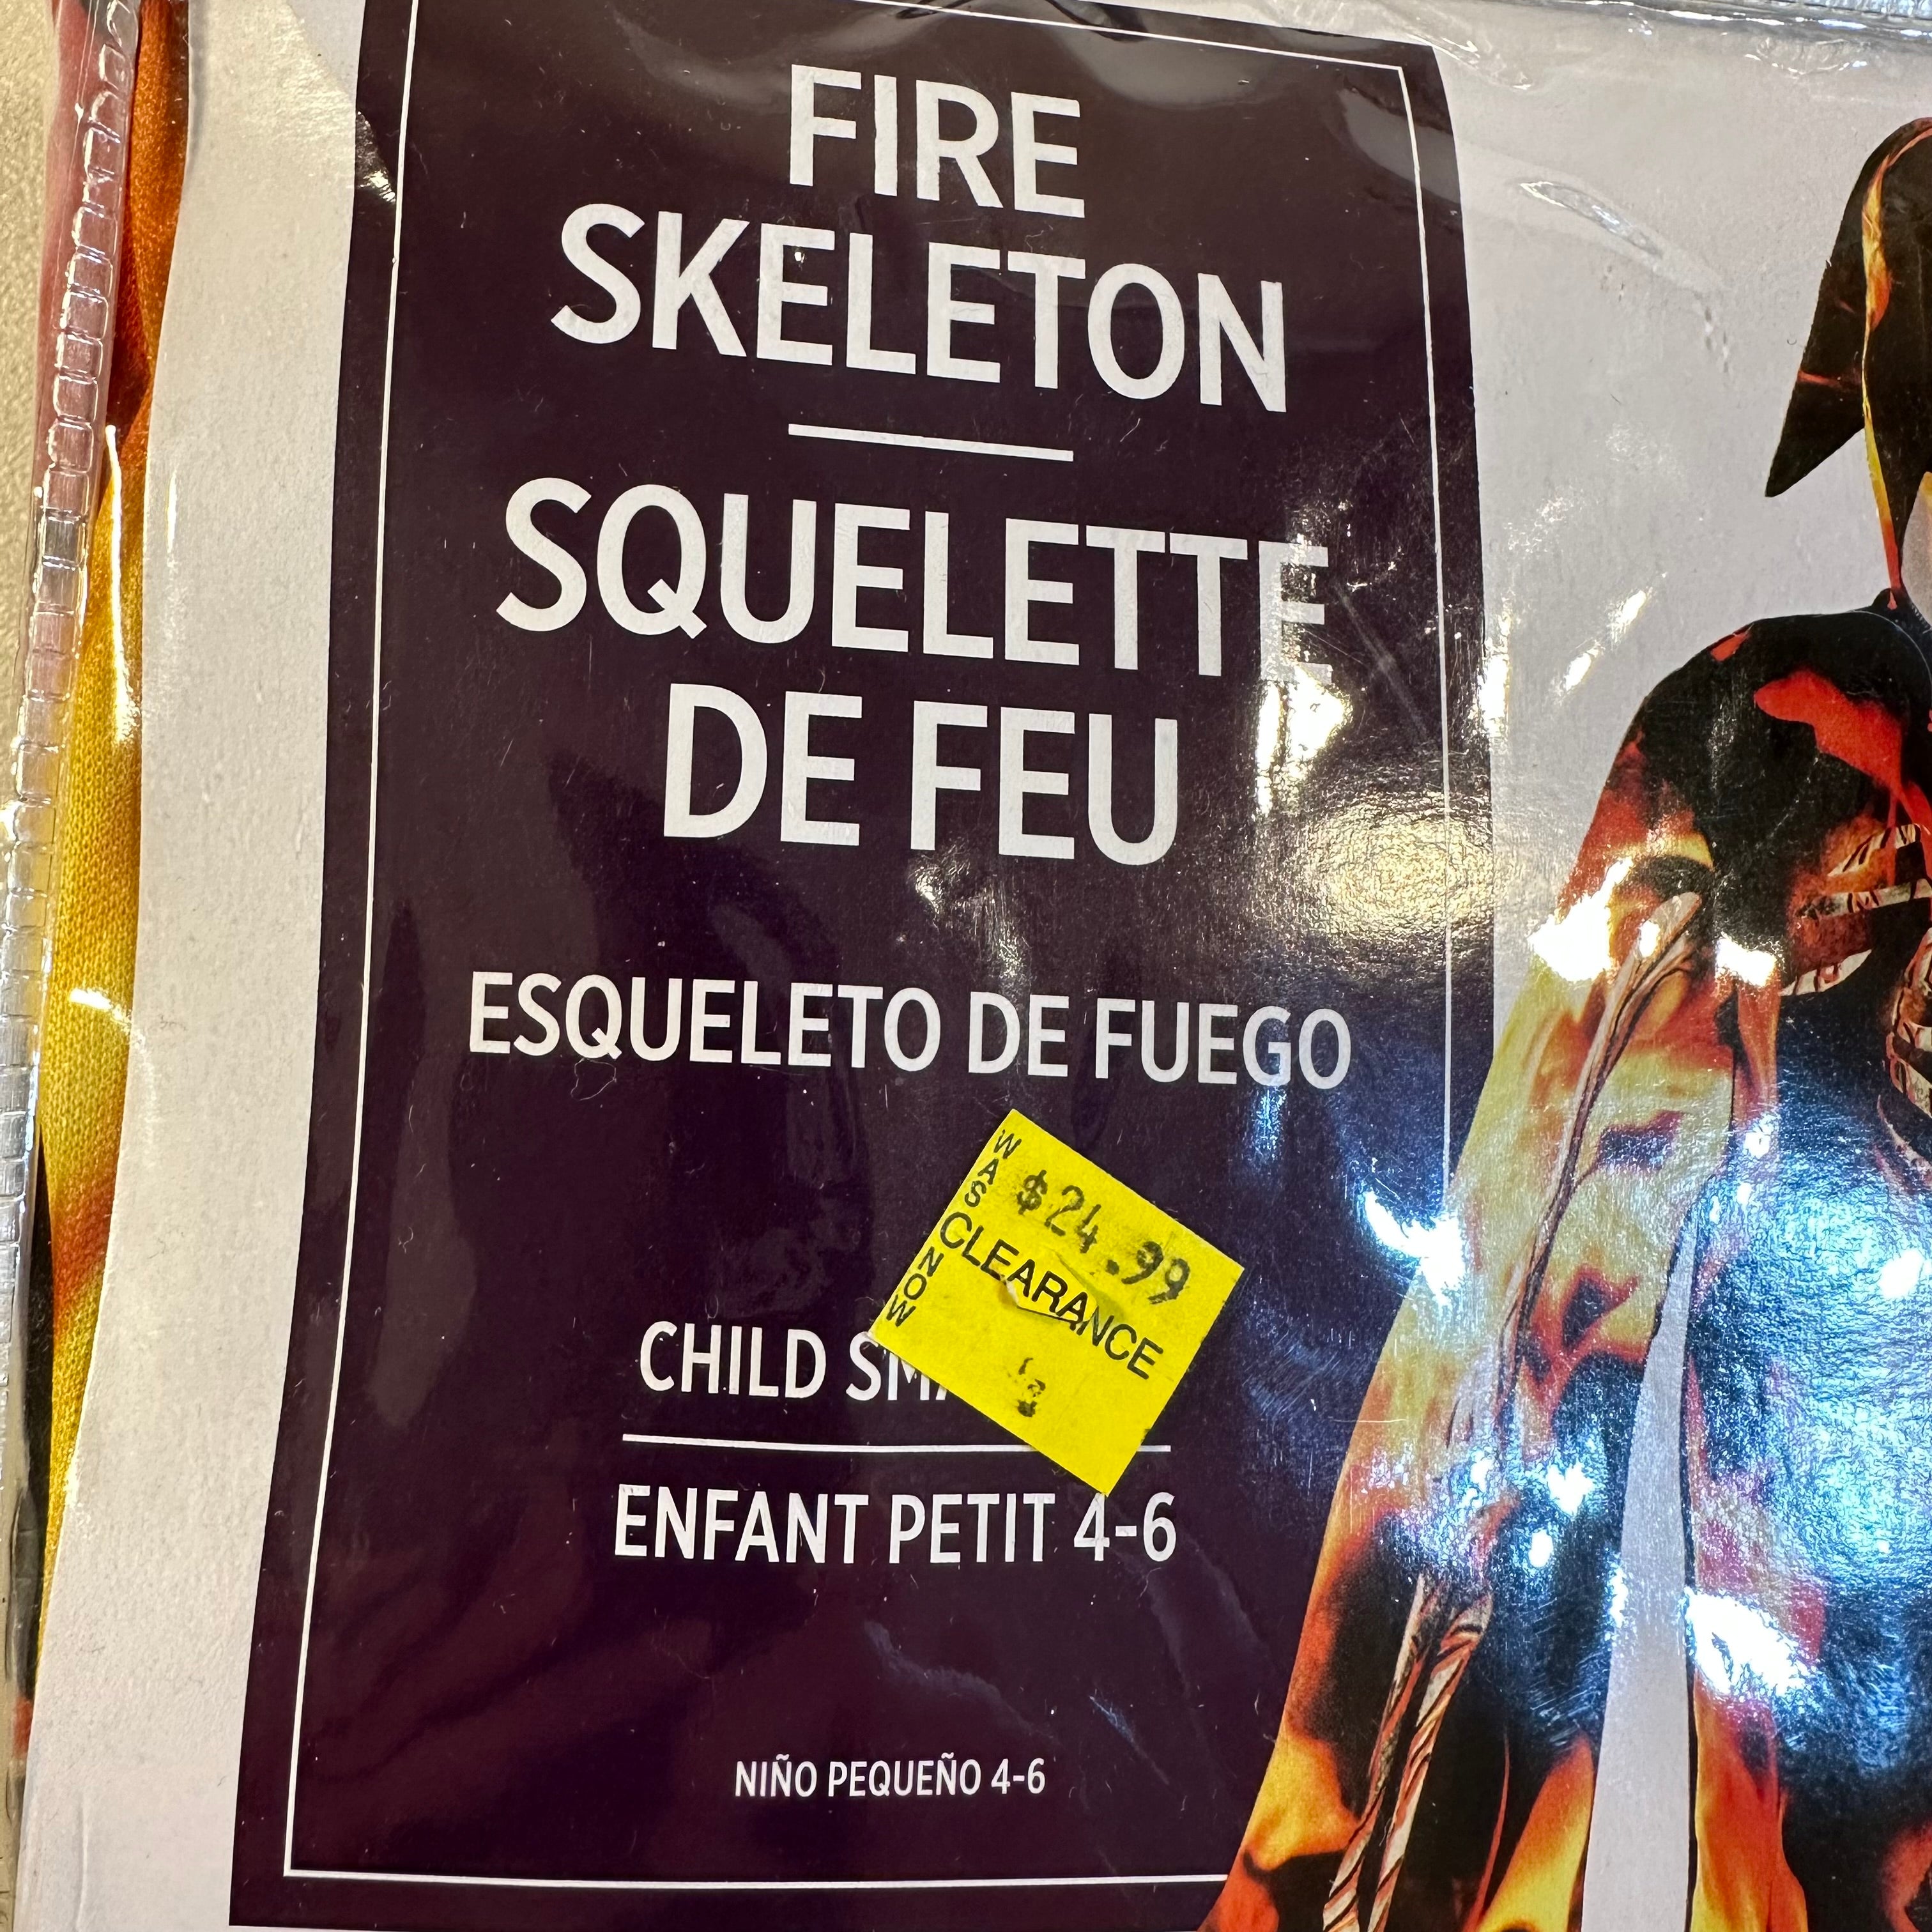 FIRE
SKELETON
SQUELETTE
DE FEU
ESQUELETO DE FUEGO
WAS $24.99
CLEARANCE
NOW
CHILD
ENFANT PETIT 4-6
NIÑO PEQUEÑO 4-6